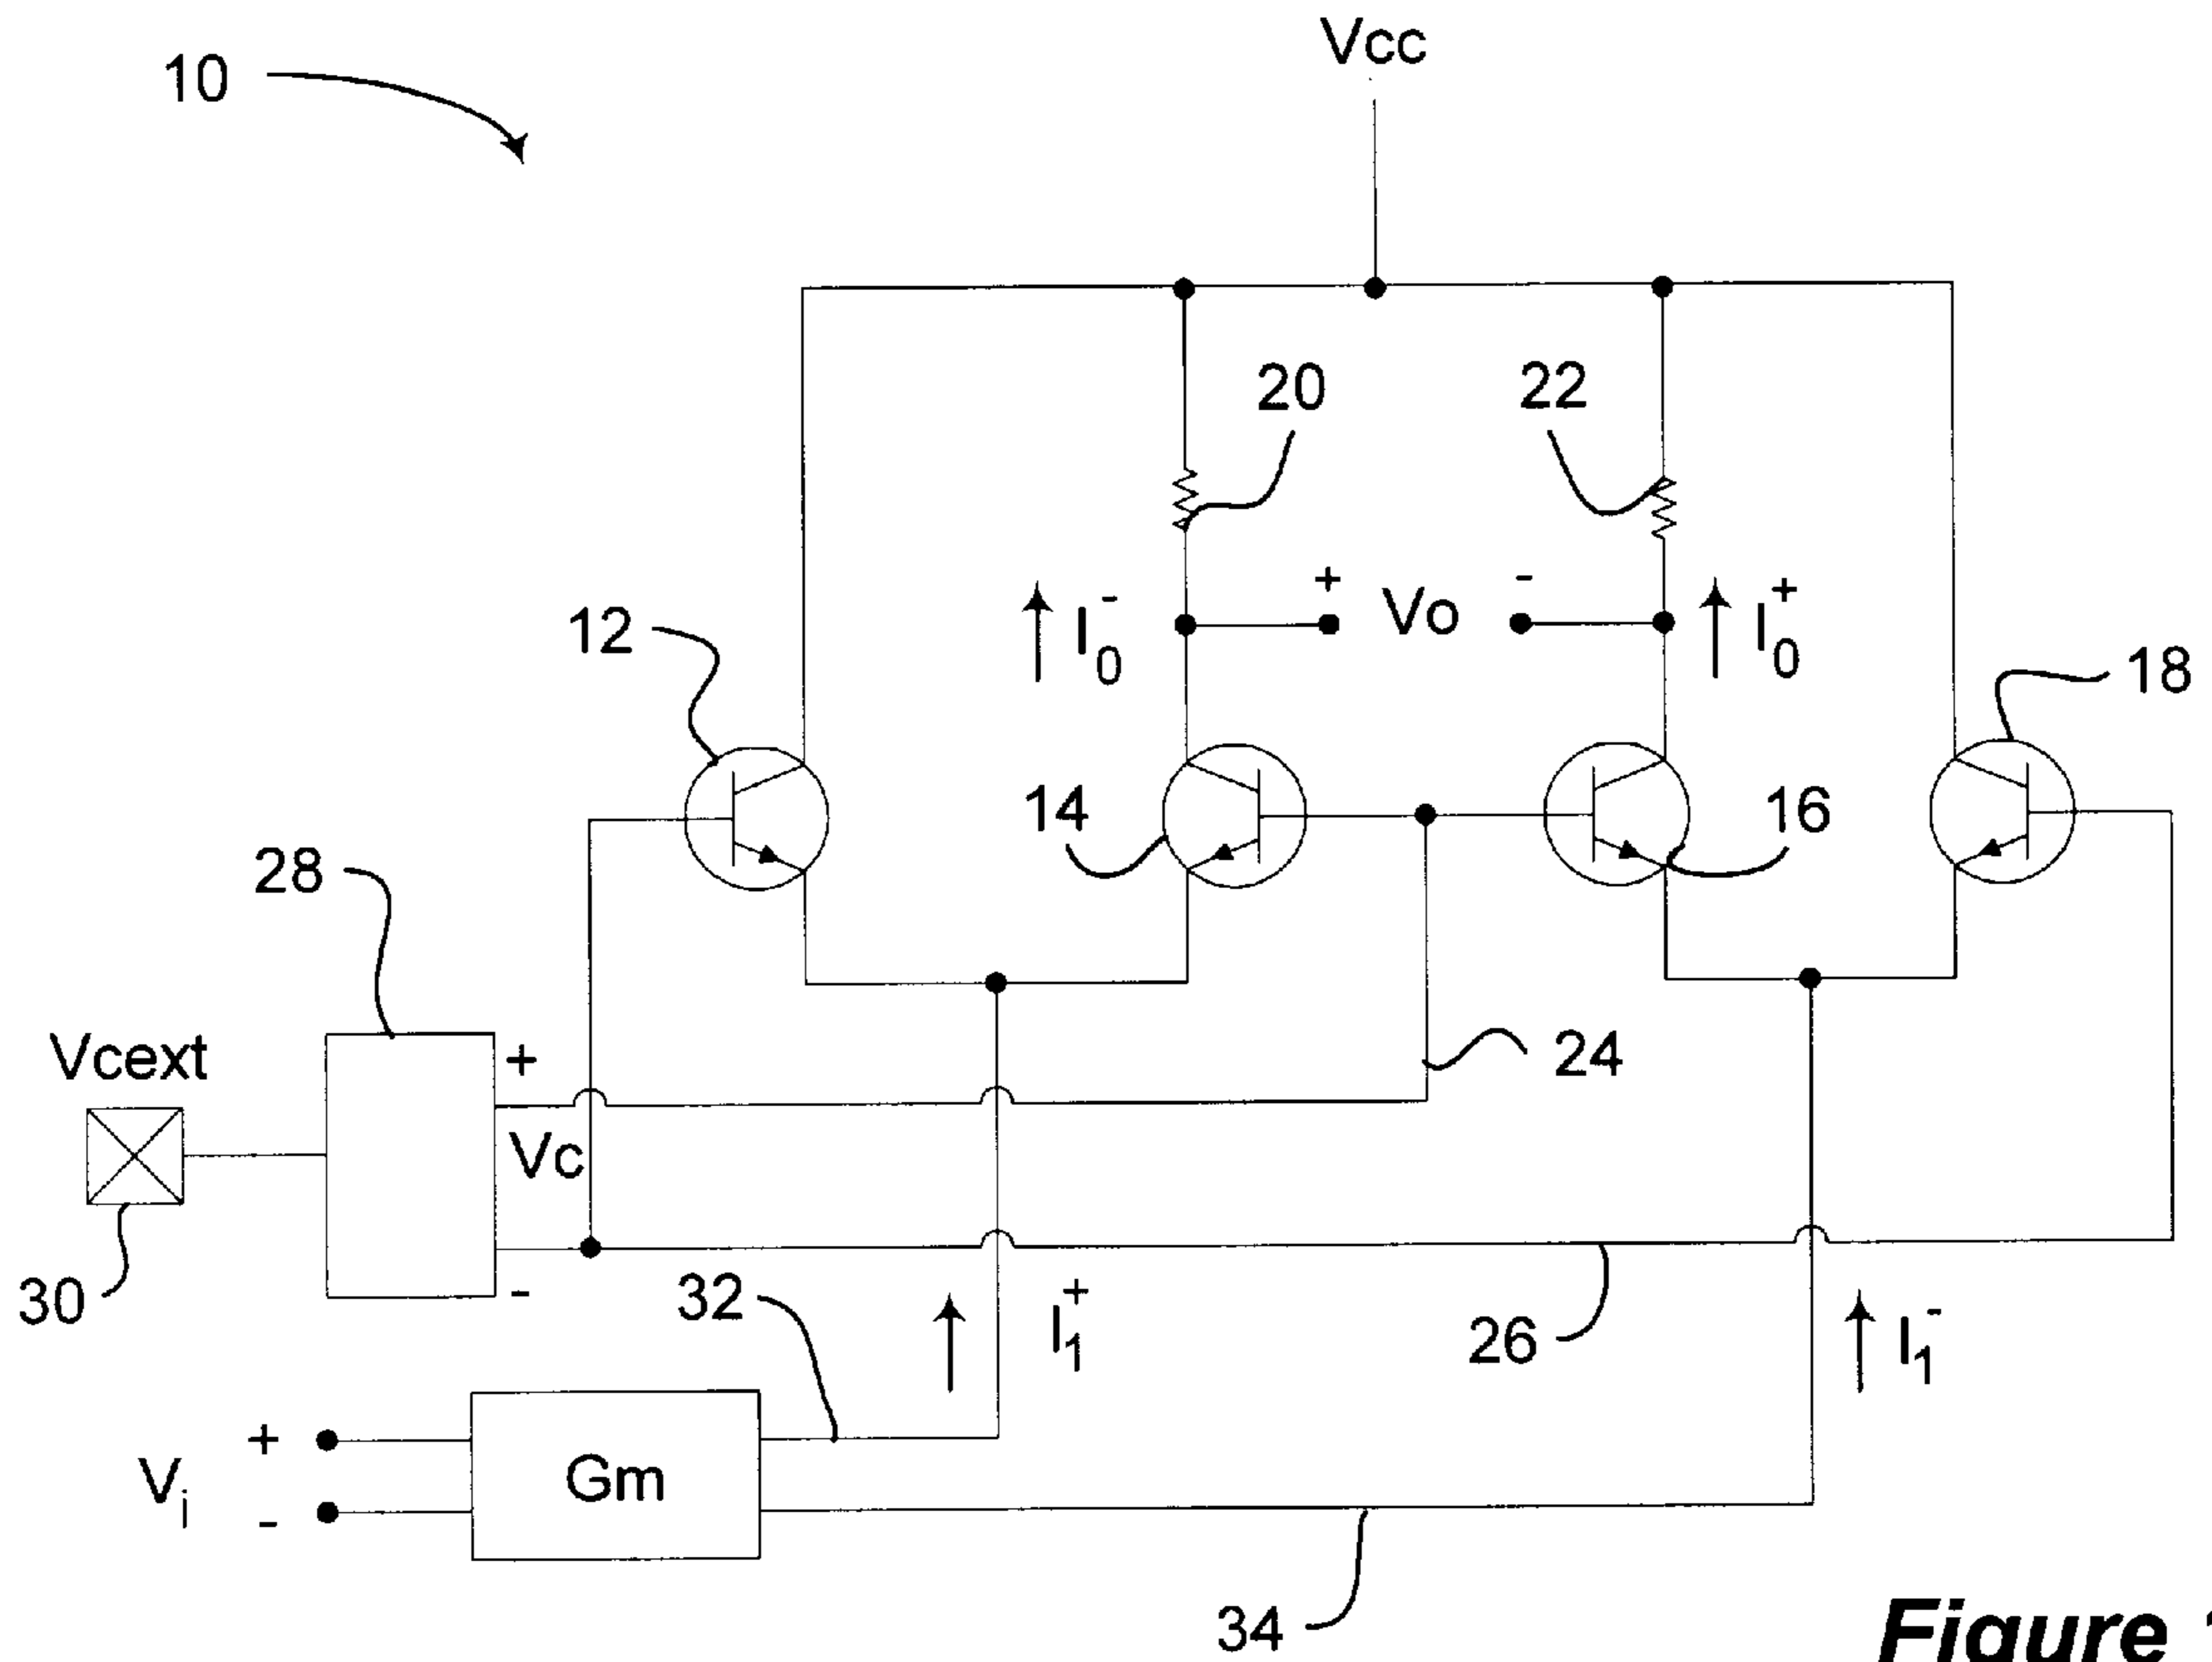 Vcc
10
20
22
+ Vo -
I0-
I0+
12
18
14
16
28
Vcext
+
24
Vc
30
-
32
I1+
26
I1-
+
Vi
Gm
-
34
Figure